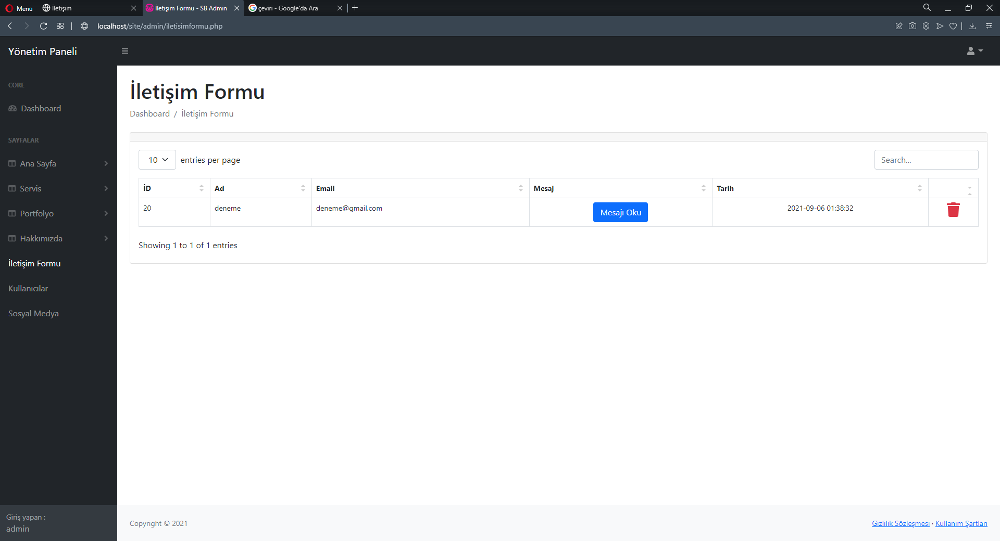 Menü
İletişim
İletişim Formu - SB Admin
çeviri - Google'da Ara
localhost/site/admin/iletisimformu.php
Yönetim Paneli
CORE
Dashboard
SAYFALAR
Ana Sayfa
Servis
Portfolyo
Hakkımızda
İletişim Formu
Kullanıcılar
Sosyal Medya
Giriş yapan :
admin
İletişim Formu
Dashboard / İletişim Formu
10 entries per page
Search...
İD Ad Email Mesaj Tarih
20 deneme deneme@gmail.com Mesajı Oku 2021-09-06 01:38:32
Showing 1 to 1 of 1 entries
Copyright © 2021
Gizlilik Sözleşmesi · Kullanım Şartları